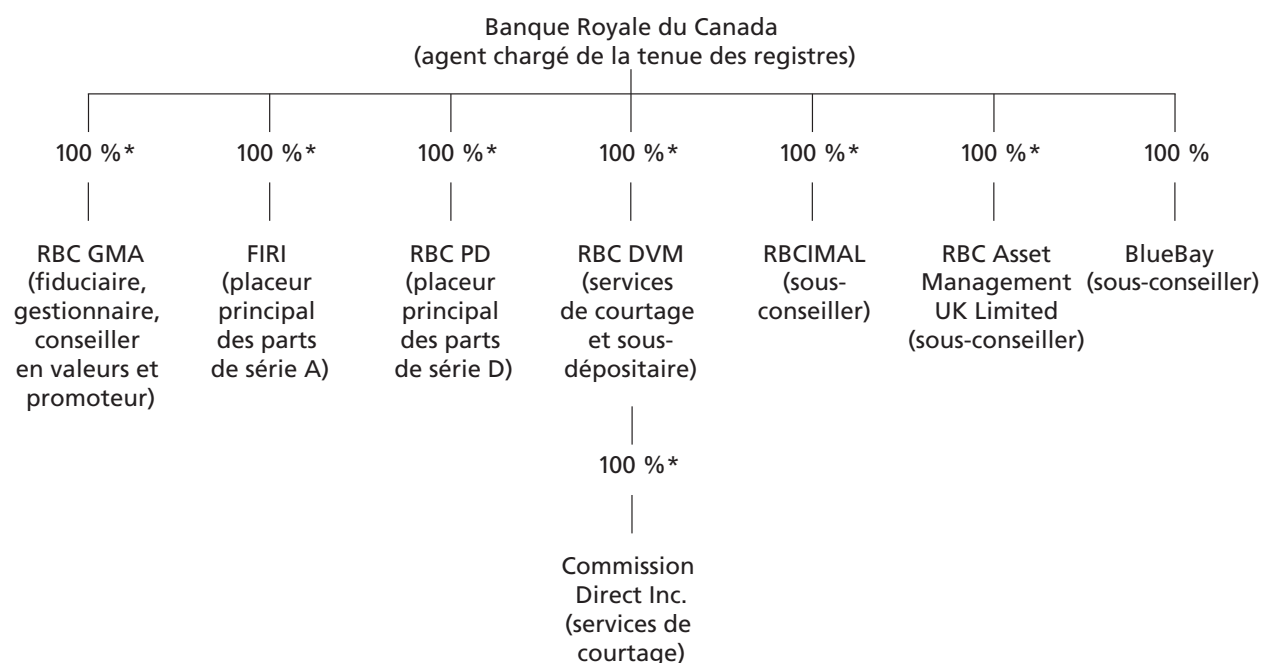 Banque Royale du Canada
(agent chargé de la tenue des registres)
100 %*
100 %*
100 %*
100 %*
100 %*
100 %*
100 %
RBC GMA
(fiduciaire,
gestionnaire,
conseiller
en valeurs et
promoteur)
FIRI
(placeur
principal
des parts
de série A)
RBC PD
(placeur
principal
des parts
de série D)
RBC DVM
(services
de courtage
et sous-
dépositaire)
RBCIMAL
(sous-
conseiller)
RBC Asset
Management
UK Limited
(sous-conseiller)
BlueBay
(sous-conseiller)
100 %*
Commission
Direct Inc.
(services de
courtage)